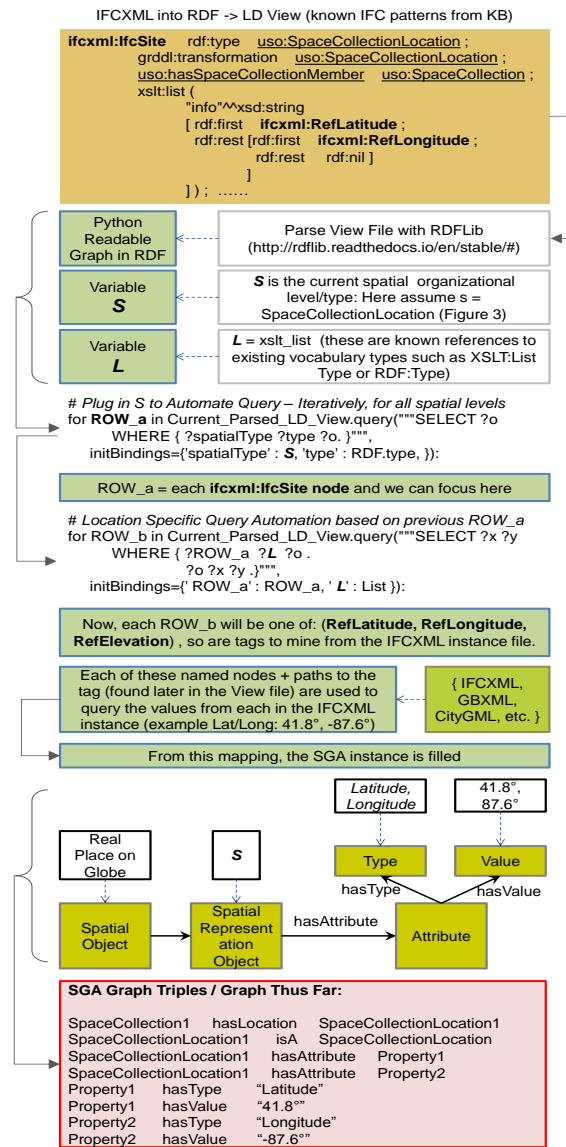 IFCXML into RDF -> LD View (known IFC patterns from KB)
ifcxml:IfcSite rdf:type uso:SpaceCollectionLocation ;
grddl:transformation uso:SpaceCollectionLocation ;
uso:hasSpaceCollectionMember uso:SpaceCollection ;
xslt:list (
"info"^^xsd:string
[ rdf:first ifcxml:RefLatitude ;
rdf:rest [rdf:first ifcxml:RefLongitude ;
rdf:rest rdf:nil ]
]
] ) ; ……
Python
Readable
Graph in RDF
Parse View File with RDFLib
(http://rdflib.readthedocs.io/en/stable/#)
Variable
S
S is the current spatial organizational
level/type: Here assume s =
SpaceCollectionLocation (Figure 3)
Variable
L
L = xslt_list (these are known references to
existing vocabulary types such as XSLT:List
Type or RDF:Type)
# Plug in S to Automate Query – Iteratively, for all spatial levels
for ROW_a in Current_Parsed_LD_View.query("""SELECT ?o
WHERE { ?spatialType ?type ?o. }""",
initBindings={'spatialType' : S, 'type' : RDF.type, }):
ROW_a = each ifcxml:IfcSite node and we can focus here
# Location Specific Query Automation based on previous ROW_a
for ROW_b in Current_Parsed_LD_View.query("""SELECT ?x ?y
WHERE { ?ROW_a ?L ?o .
?o ?x ?y .}""",
initBindings={' ROW_a' : ROW_a, ' L' : List }):
Now, each ROW_b will be one of: (RefLatitude, RefLongitude,
RefElevation) , so are tags to mine from the IFCXML instance file.
Each of these named nodes + paths to the
tag (found later in the View file) are used to
query the values from each in the IFCXML
instance (example Lat/Long: 41.8°, -87.6°)
{ IFCXML,
GBXML,
CityGML, etc. }
From this mapping, the SGA instance is filled
Latitude,
Longitude
41.8°,
87.6°
Real
Place on
Globe
S
Type
Value
hasType
hasValue
Spatial
Object
Spatial
Represent
ation
Object
hasAttribute
Attribute
SGA Graph Triples / Graph Thus Far:
SpaceCollection1 hasLocation SpaceCollectionLocation1
SpaceCollectionLocation1 isA SpaceCollectionLocation
SpaceCollectionLocation1 hasAttribute Property1
SpaceCollectionLocation1 hasAttribute Property2
Property1 hasType “Latitude”
Property1 hasValue “41.8°”
Property2 hasType “Longitude”
Property2 hasValue “-87.6°”